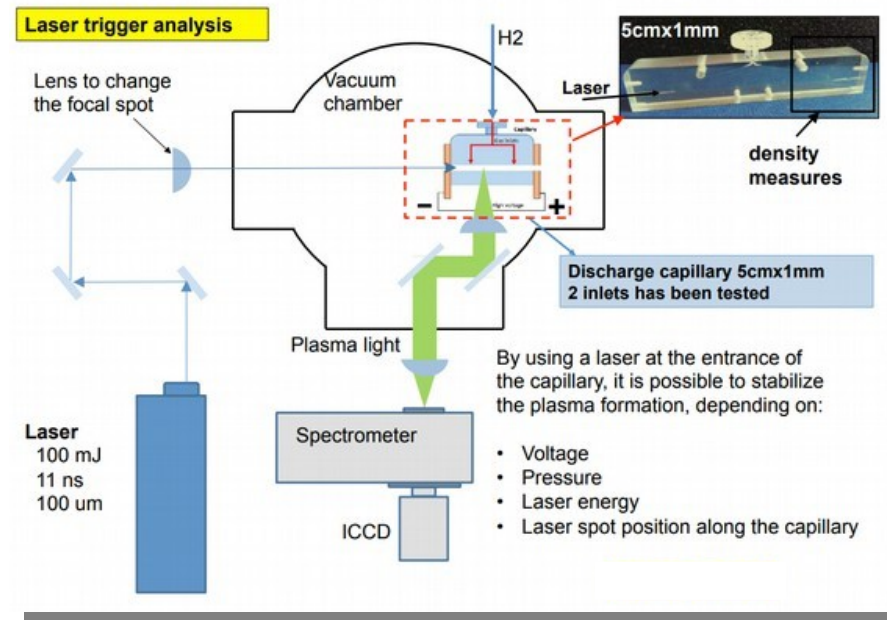 Laser trigger analysis
H2
5cmx1mm
Lens to change
the focal spot
Vacuum
chamber
Laser
Capillary
density
measures
–
High voltage
+
Discharge capillary 5cmx1mm
2 inlets has been tested
Plasma light
By using a laser at the entrance of
the capillary, it is possible to stabilize
the plasma formation, depending on:
Laser
100 mJ
11 ns
100 um
Spectrometer
• Voltage
• Pressure
• Laser energy
• Laser spot position along the capillary
ICCD